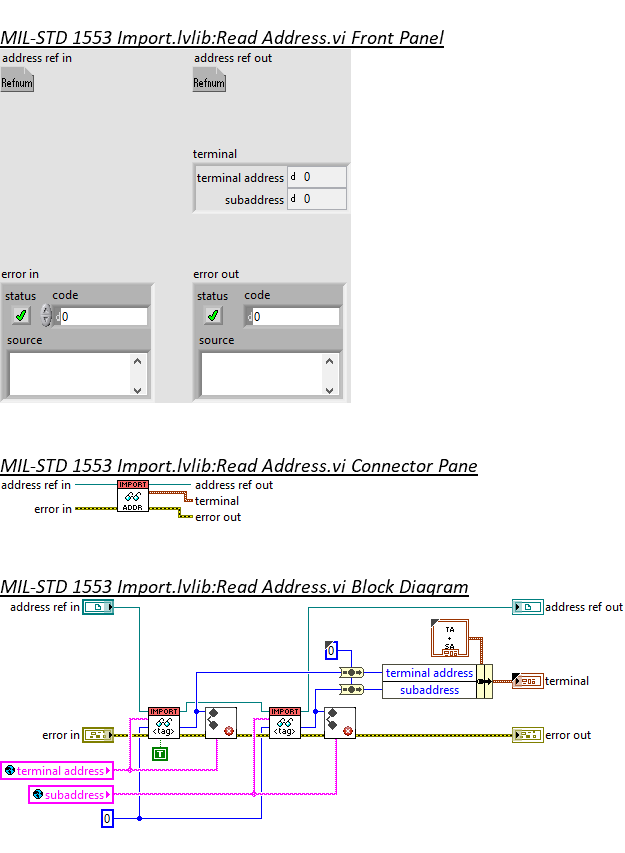 MIL-STD 1553 Import.lvlib:Read Address.vi Front Panel
address ref in
address ref out
Refnum
Refnum
terminal
terminal address d 0
subaddress d 0
error in
error out
status code
d 0
source
status code
d 0
source
MIL-STD 1553 Import.lvlib:Read Address.vi Connector Pane
address ref in
IMPORT
address ref out
terminal
error in
ADDR
error out
MIL-STD 1553 Import.lvlib:Read Address.vi Block Diagram
address ref in
address ref out
TA
+
SA
0
terminal address
subaddress
terminal
IMPORT
<tag>
IMPORT
<tag>
error in
error out
T
terminal address
subaddress
0